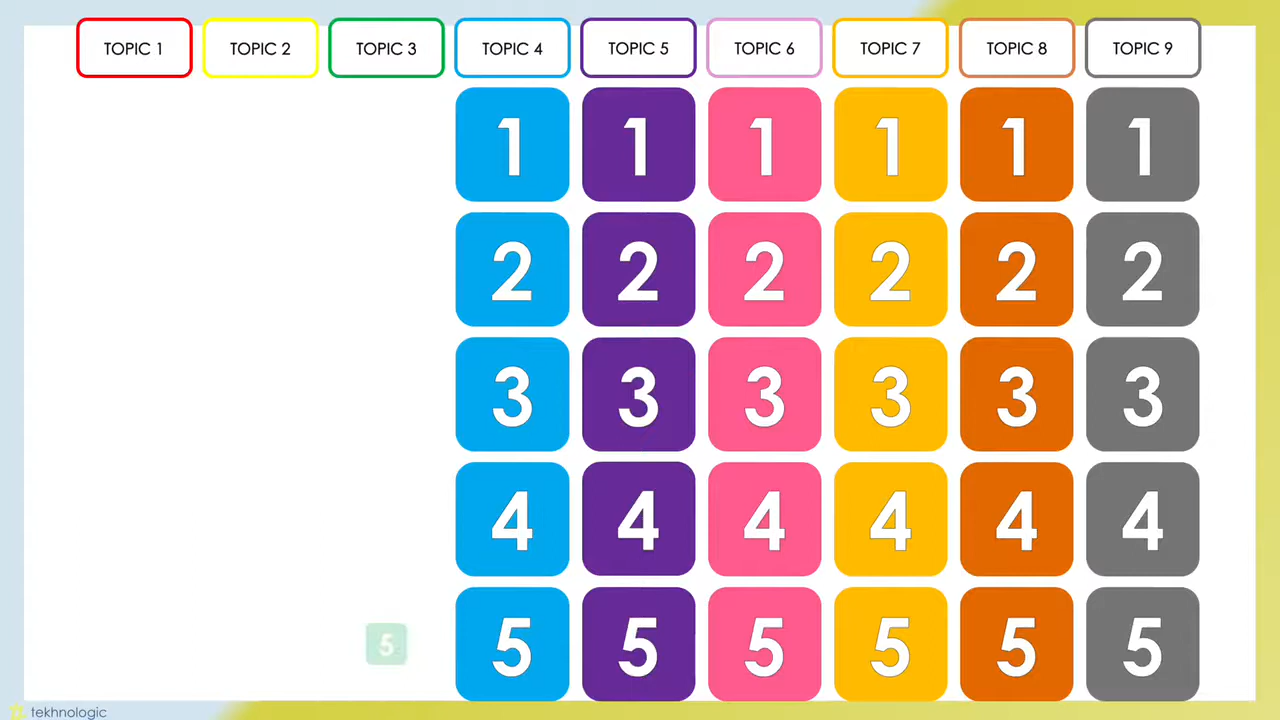 TOPIC 1 TOPIC 2 TOPIC 3 TOPIC 4 TOPIC 5 TOPIC 6 TOPIC 7 TOPIC 8 TOPIC 9
1 1 1 1 1 1
2 2 2 2 2 2
3 3 3 3 3 3
4 4 4 4 4 4
5 5 5 5 5 5 5
tekhnologic